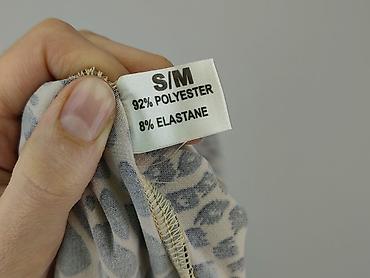 S/M
92% POLYESTER
8% ELASTANE